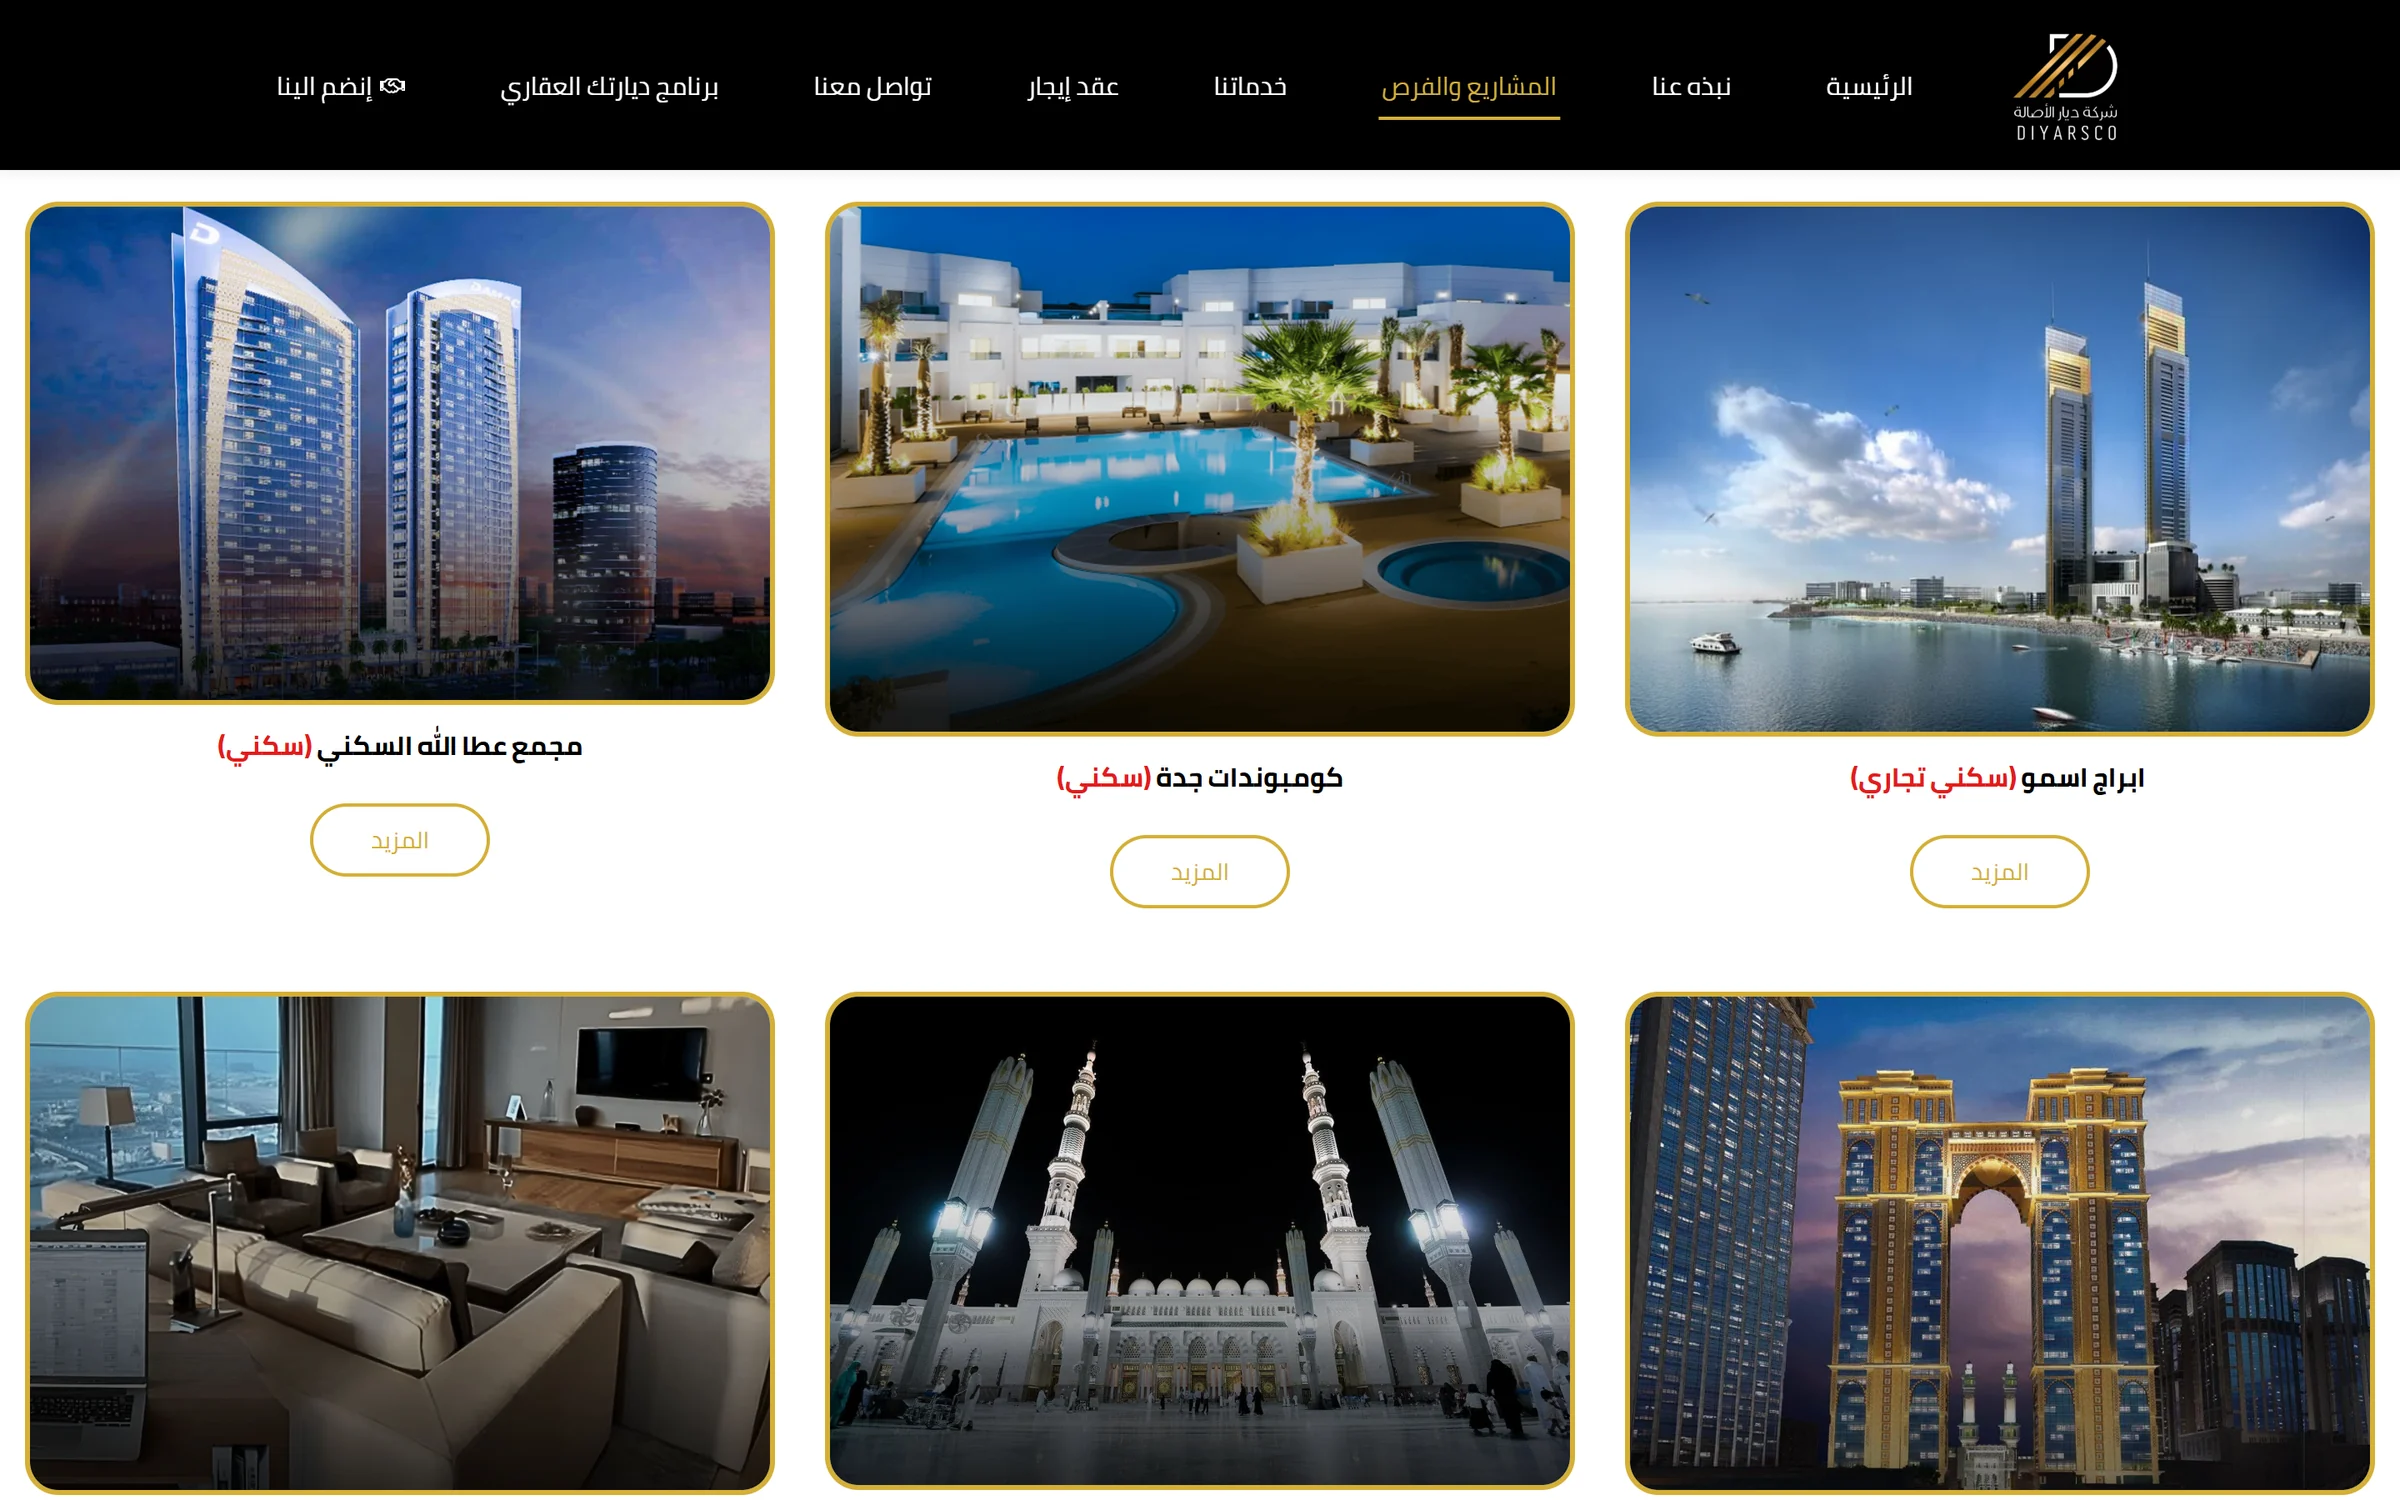 شركة ديار الأصالة
DIYARSCO
الرئيسية
نبذه عنا
المشاريع والفرص
خدماتنا
عقد إيجار
تواصل معنا
برنامج ديارتك العقاري
إنضم الينا
D
DAMAC
ابراج اسمو (سكني تجاري)
المزيد
كومبوندات جدة (سكني)
المزيد
مجمع عطا الله السكني (سكني)
المزيد